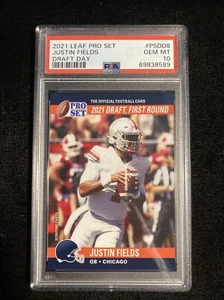 2021 LEAF PRO SET #PSDD8
JUSTIN FIELDS GEM MT
DRAFT DAY 10
PSA 69838589
THE OFFICIAL FOOTBALL CARD
PRO SET
2021 DRAFT, FIRST ROUND
JUSTIN FIELDS
QB • CHICAGO